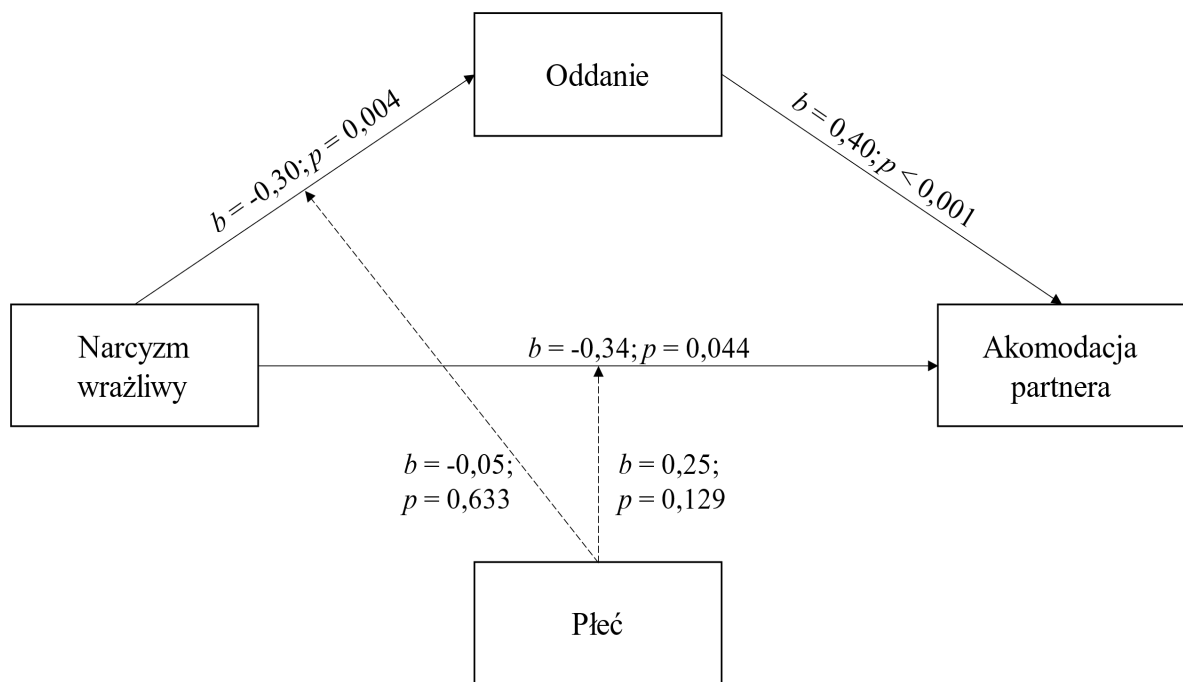 Oddanie
b = -0,30; p = 0,004
b = 0,40; p < 0,001
Narcyzm
wrażliwy
b = -0,34; p = 0,044
Akomodacja
partnera
b = -0,05;
p = 0,633
b = 0,25;
p = 0,129
Płeć